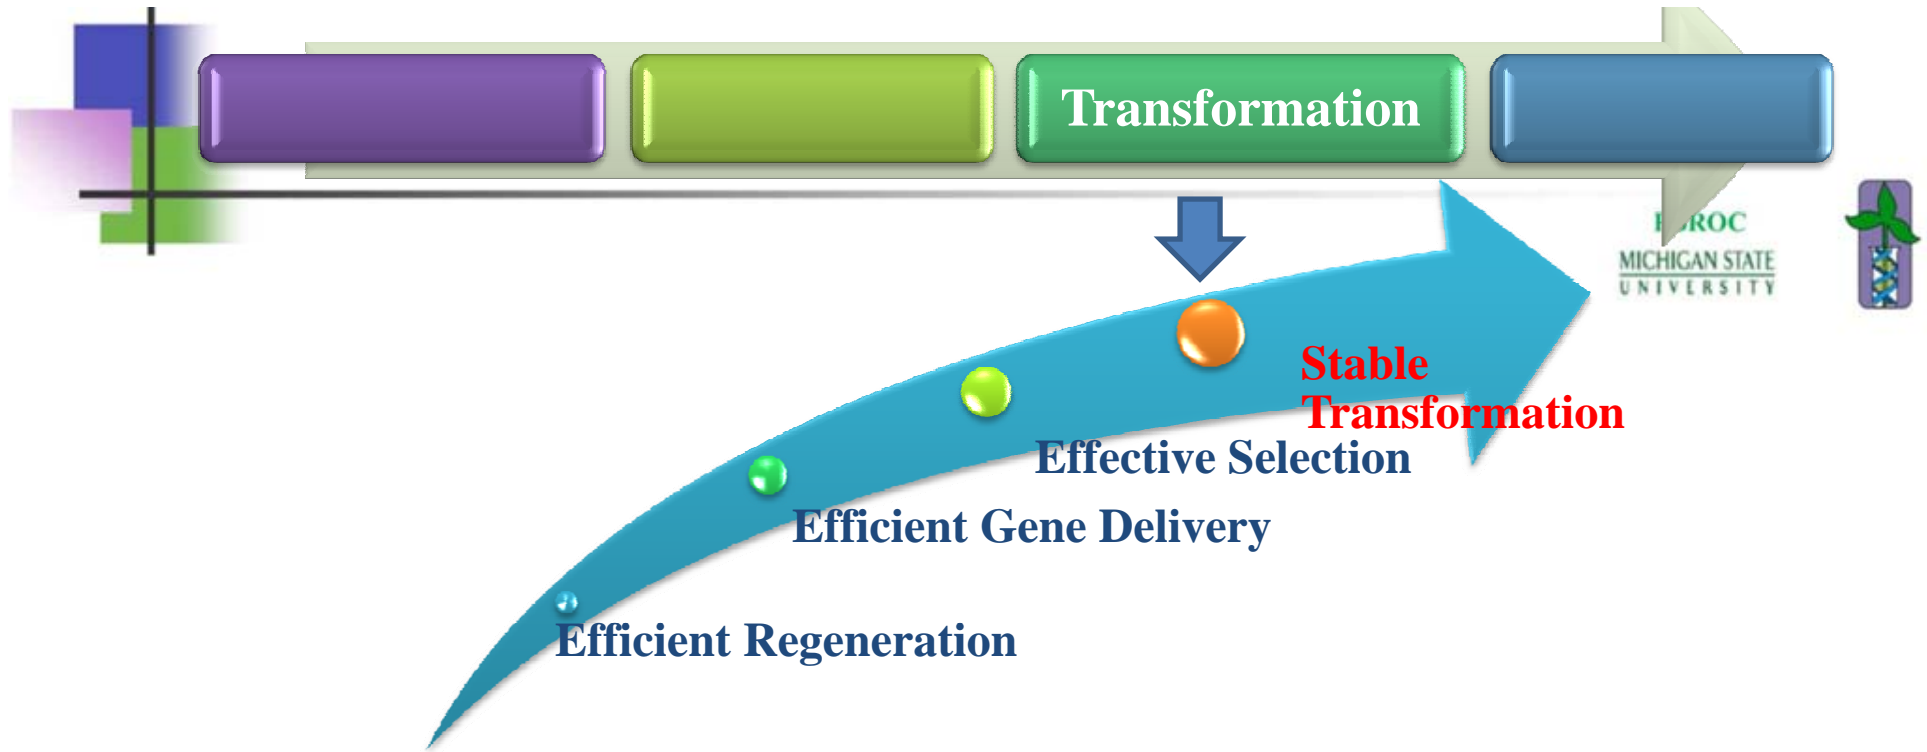 Transformation
MICHIGAN STATE
UNIVERSITY
Stable
Transformation
Effective Selection
Efficient Gene Delivery
Efficient Regeneration